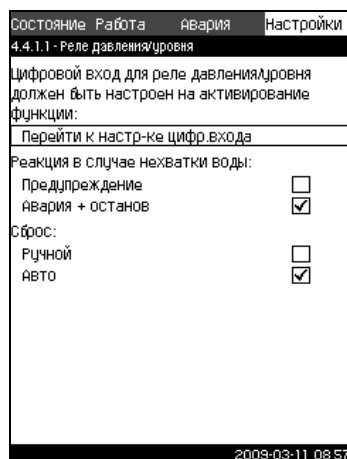 Состояние Работа Авария Настройки
4.4.1.1 - Реле давления/уровня
Цифровой вход для реле давления/уровня
должен быть настроен на активирование
функции:
Перейти к настр-ке цифр.входа
Реакция в случае нехватки воды:
Предупреждение
Авария + останов
Сброс:
Ручной
Авто
2009-03-11 08:57